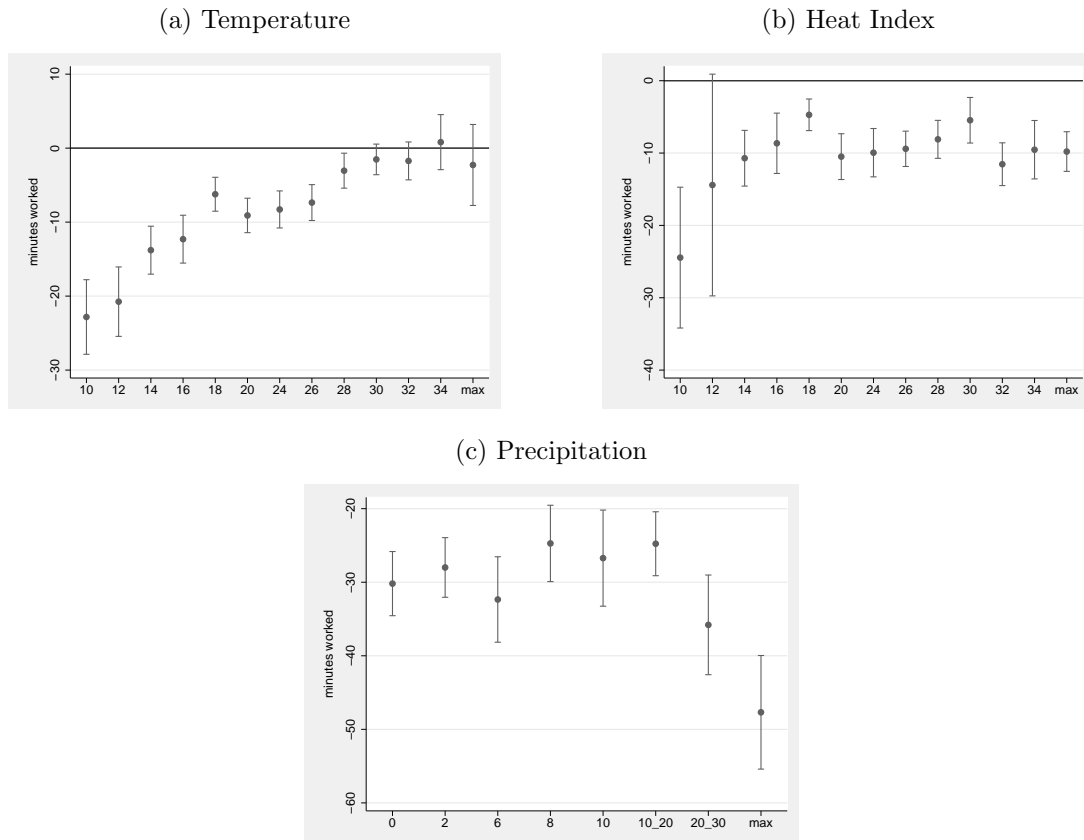 (a) Temperature
minutes worked
10
0
−10
−20
−30
10 12 14 16 18 20 24 26 28 30 32 34 max
(b) Heat Index
minutes worked
0
−10
−20
−30
−40
10 12 14 16 18 20 24 26 28 30 32 34 max
(c) Precipitation
minutes worked
−20
−30
−40
−50
−60
0 2 6 8 10 10_20 20_30 max